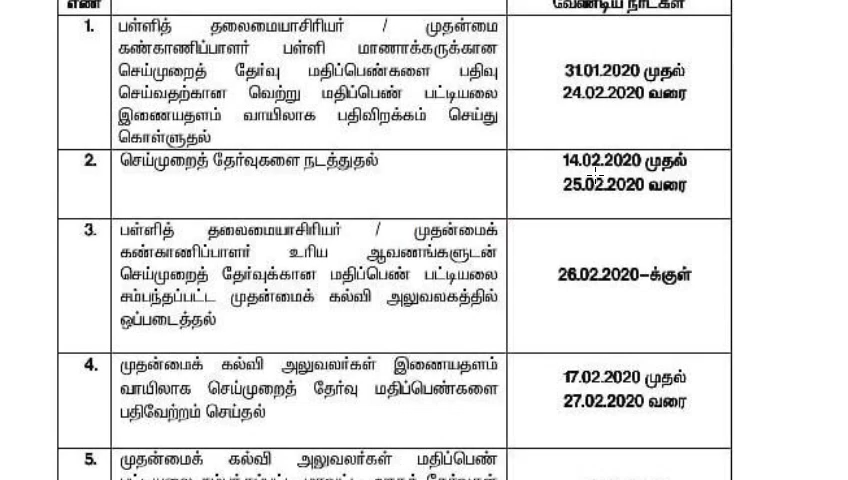 எண்
வேண்டிய நாட்கள்
1.
பள்ளித் தலைமையாசிரியர் / முதன்மை
கண்காணிப்பாளர் பள்ளி மாணாக்கருக்கான
செய்முறைத் தேர்வு மதிப்பெண்களை பதிவு
செய்வதற்கான வெற்று மதிப்பெண் பட்டியலை
இணையதளம் வாயிலாக பதிவிறக்கம் செய்து
கொள்ளுதல்
31.01.2020 முதல்
24.02.2020 வரை
2.
செய்முறைத் தேர்வுகளை நடத்துதல்
14.02.2020 முதல்
25.02.2020 வரை
3.
பள்ளித் தலைமையாசிரியர் / முதன்மைக்
கண்காணிப்பாளர் உரிய ஆவணங்களுடன்
செய்முறைத் தேர்வுக்கான மதிப்பெண் பட்டியலை
சம்பந்தப்பட்ட முதன்மைக் கல்வி அலுவலகத்தில்
ஒப்படைத்தல்
26.02.2020-க்குள்
4.
முதன்மைக் கல்வி அலுவலர்கள் இணையதளம்
வாயிலாக செய்முறைத் தேர்வு மதிப்பெண்களை
பதிவேற்றம் செய்தல்
17.02.2020 முதல்
27.02.2020 வரை
5.
முதன்மைக் கல்வி அலுவலர்கள் மதிப்பெண்